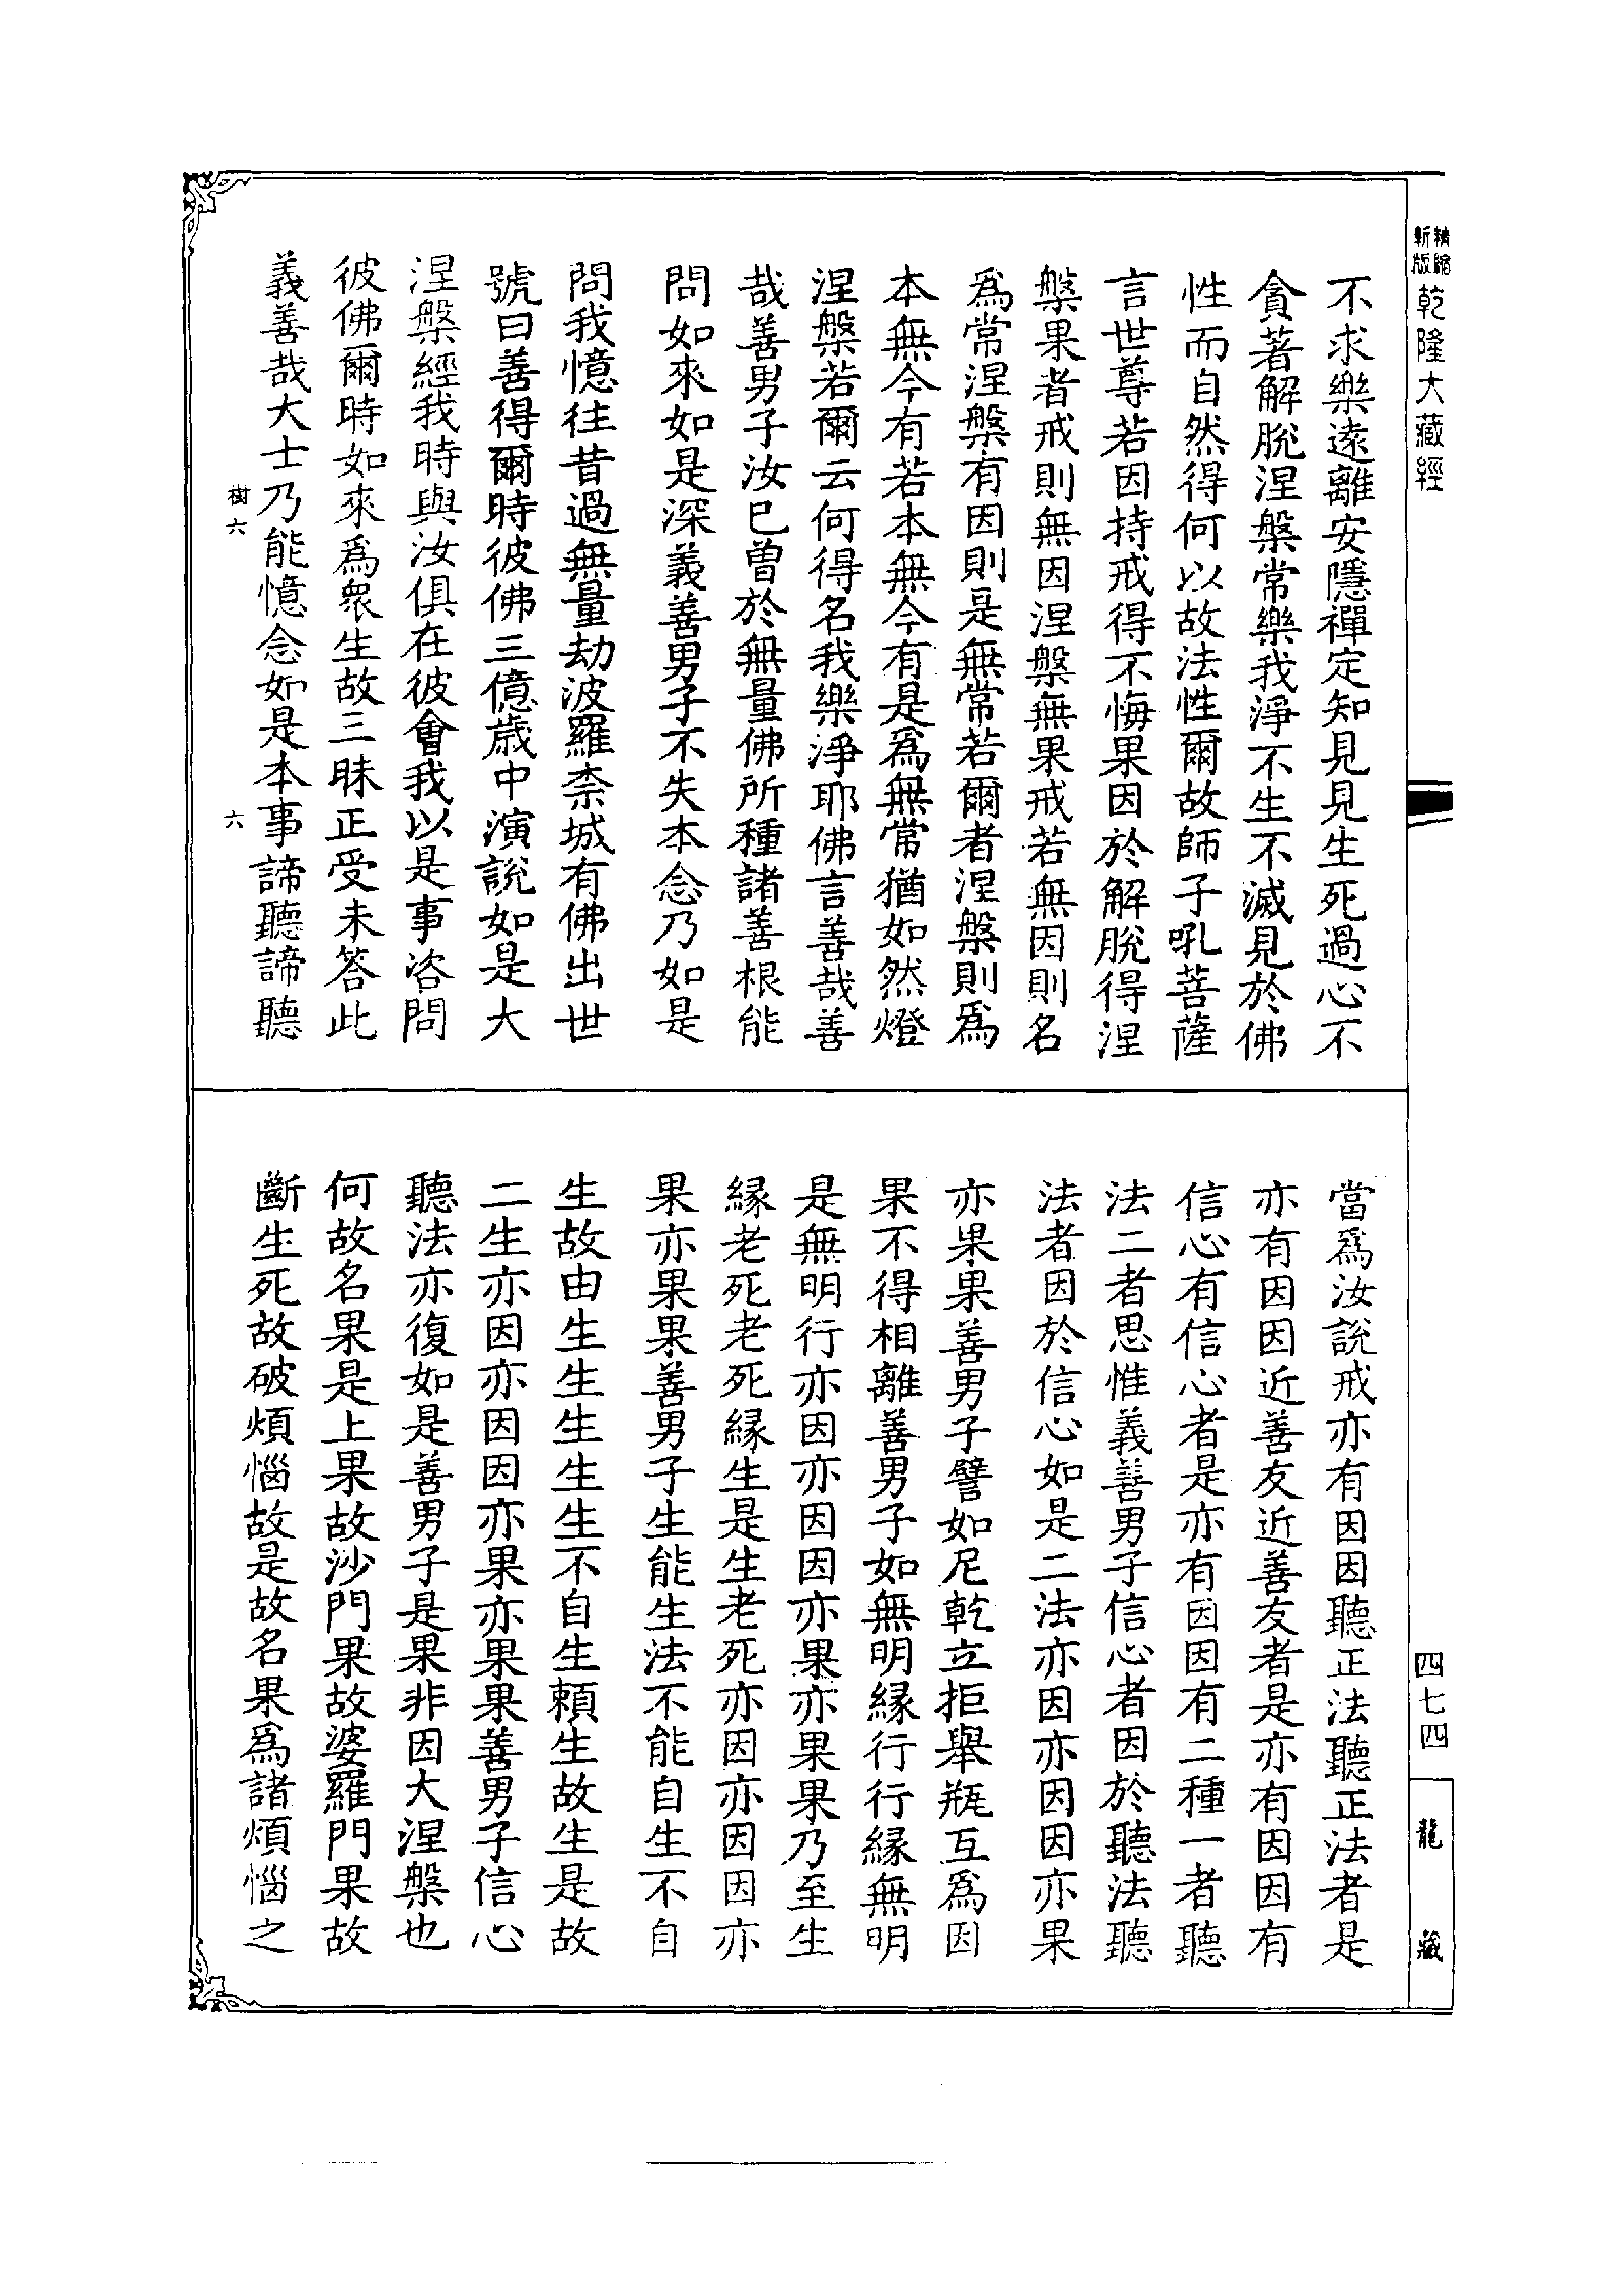 精縮
新版
乾隆大藏經
不求樂遠離安隱禪定知見見生死過心不
貪著解脫涅槃常樂我淨不生不滅見於佛
性而自然得何以故法性爾故師子吼菩薩
言世尊若因持戒得不悔果因於解脫得涅
槃果者戒則無因涅槃無果戒若無因則名
爲常涅槃有因則是無常若爾者涅槃則爲
本無今有若本無今有是爲無常猶如然燈
涅槃若爾云何得名我樂淨耶佛言善哉善
哉善男子汝已曾於無量佛所種諸善根能
問如來如是深義善男子不失本念乃如是
問我憶往昔過無量劫波羅柰城有佛出世
號曰善得爾時彼佛三億歲中演說如是大
涅槃經我時與汝俱在彼會我以是事咨問
彼佛爾時如來爲衆生故三昧正受未答此
義善哉大士乃能憶念如是本事諦聽諦聽
樹六
六
當爲汝說戒亦有因因聽正法聽正法者是
亦有因因近善友近善友者是亦有因因有
信心有信心者是亦有因因有二種一者聽
法二者思惟義善男子信心者因於聽法聽
法者因於信心如是二法亦因亦因因亦果
亦果果善男子譬如尼乾立拒舉瓶互爲因
果不得相離善男子如無明緣行行緣無明
是無明行亦因亦因因亦果亦果果乃至生
緣老死老死緣生是生老死亦因亦因因亦
果亦果果善男子生能生法不能自生不自
生故由生生生生生不自生賴生故生是故
二生亦因亦因因亦果亦果果善男子信心
聽法亦復如是善男子是果非因大涅槃也
何故名果是上果故沙門果故婆羅門果故
斷生死故破煩惱故是故名果爲諸煩惱之
四七四
龍藏